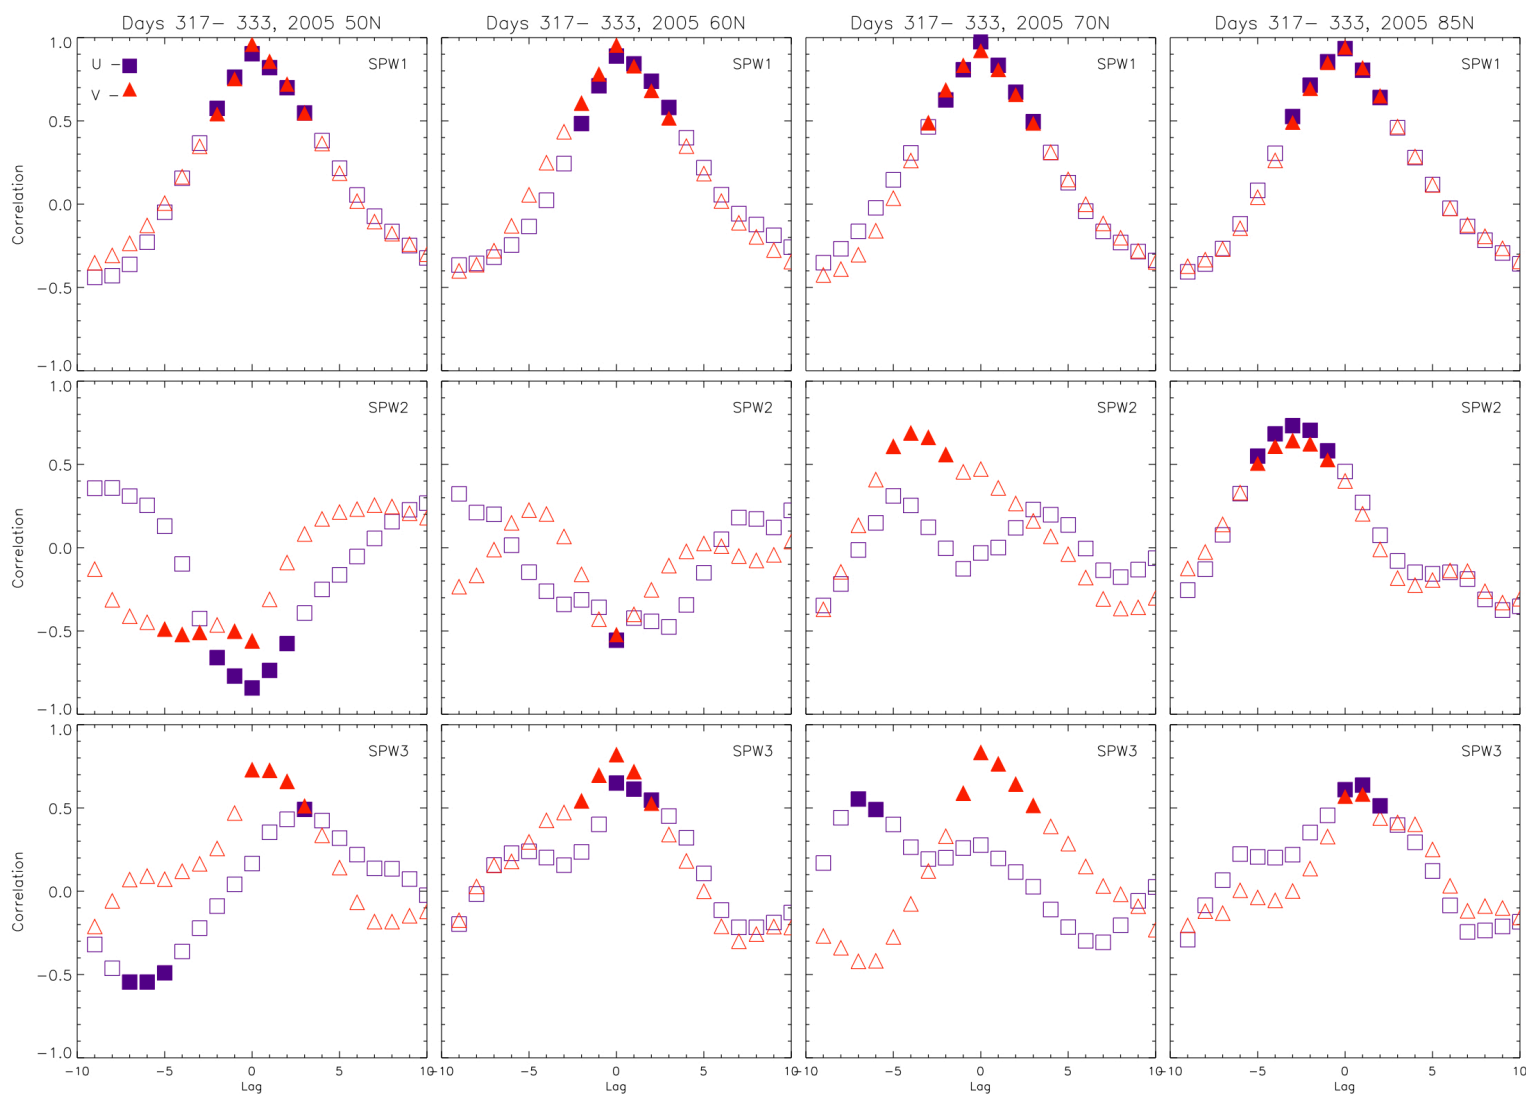 Days 317- 333, 2005 50N
Days 317- 333, 2005 60N
Days 317- 333, 2005 70N
Days 317- 333, 2005 85N
1.0
0.5
0.0
-0.5
-1.0
Correlation
U -
V -
SPW1
SPW1
SPW1
SPW1
1.0
0.5
0.0
-0.5
-1.0
Correlation
SPW2
SPW2
SPW2
SPW2
1.0
0.5
0.0
-0.5
-1.0
Correlation
SPW3
SPW3
SPW3
SPW3
-10 -5 0 5 10
-10 -5 0 5 10
-10 -5 0 5 10
-10 -5 0 5 10
Lag
Lag
Lag
Lag